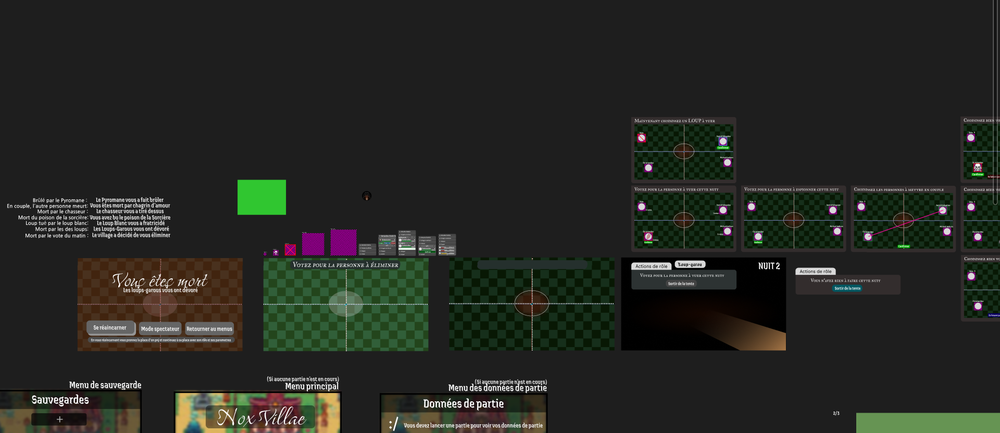 Maintenant choisissez un LOUP à tuer
Vous
Confirmer
Choisissez bien vo
Confirmer
Votez pour la personne à tuer cette nuit
Vous
Confirmer
Votez pour la personne à espionner cette nuit
Vous
Confirmer
Choisissez les personnes à mettre en couple
Vous
Confirmer
Choisissez bien vo
Choisissez bien vo
Brûlé par le Pyromane : Le Pyromane vous a fait brûler
En couple, l'autre personne meurt: Vous êtes mort par chagrin d'amour
Mort par le chasseur : Le chasseur vous a tiré dessus
Mort du poison de la sorcière: Vous avez bu le poison de la Sorcière
Loup tué par le loup blanc: Le Loup Blanc vous a fratricidé
Mort par les des loups: Les Loups-Garous vous ont dévoré
Mort par le vote du matin : Le village a décidé de vous éliminer
Vous êtes mort
Les loups-garous vous ont dévoré
Se réaincarner
Mode spectateur
Retourner au menus
En vous réaincarnant vous prennez la place d'un pnj et continuez à sa place avec son rôle et ses paramètres
Votez pour la personne à éliminer
Actions de rôle
Loup-garou
NUIT 2
Votez pour la personne à tuer cette nuit
Sortir de la tente
Actions de rôle
Vous n'avez rien à faire cette nuit
Sortir de la tente
Menu de sauvegarde
Sauvegardes
+
(Si aucune partie n'est en cours)
Menu principal
Nox Villae
(Si aucune partie n'est en cours)
Menu des données de partie
Données de partie
:/ Vous devez lancer une partie pour voir vos données de partie
2/3